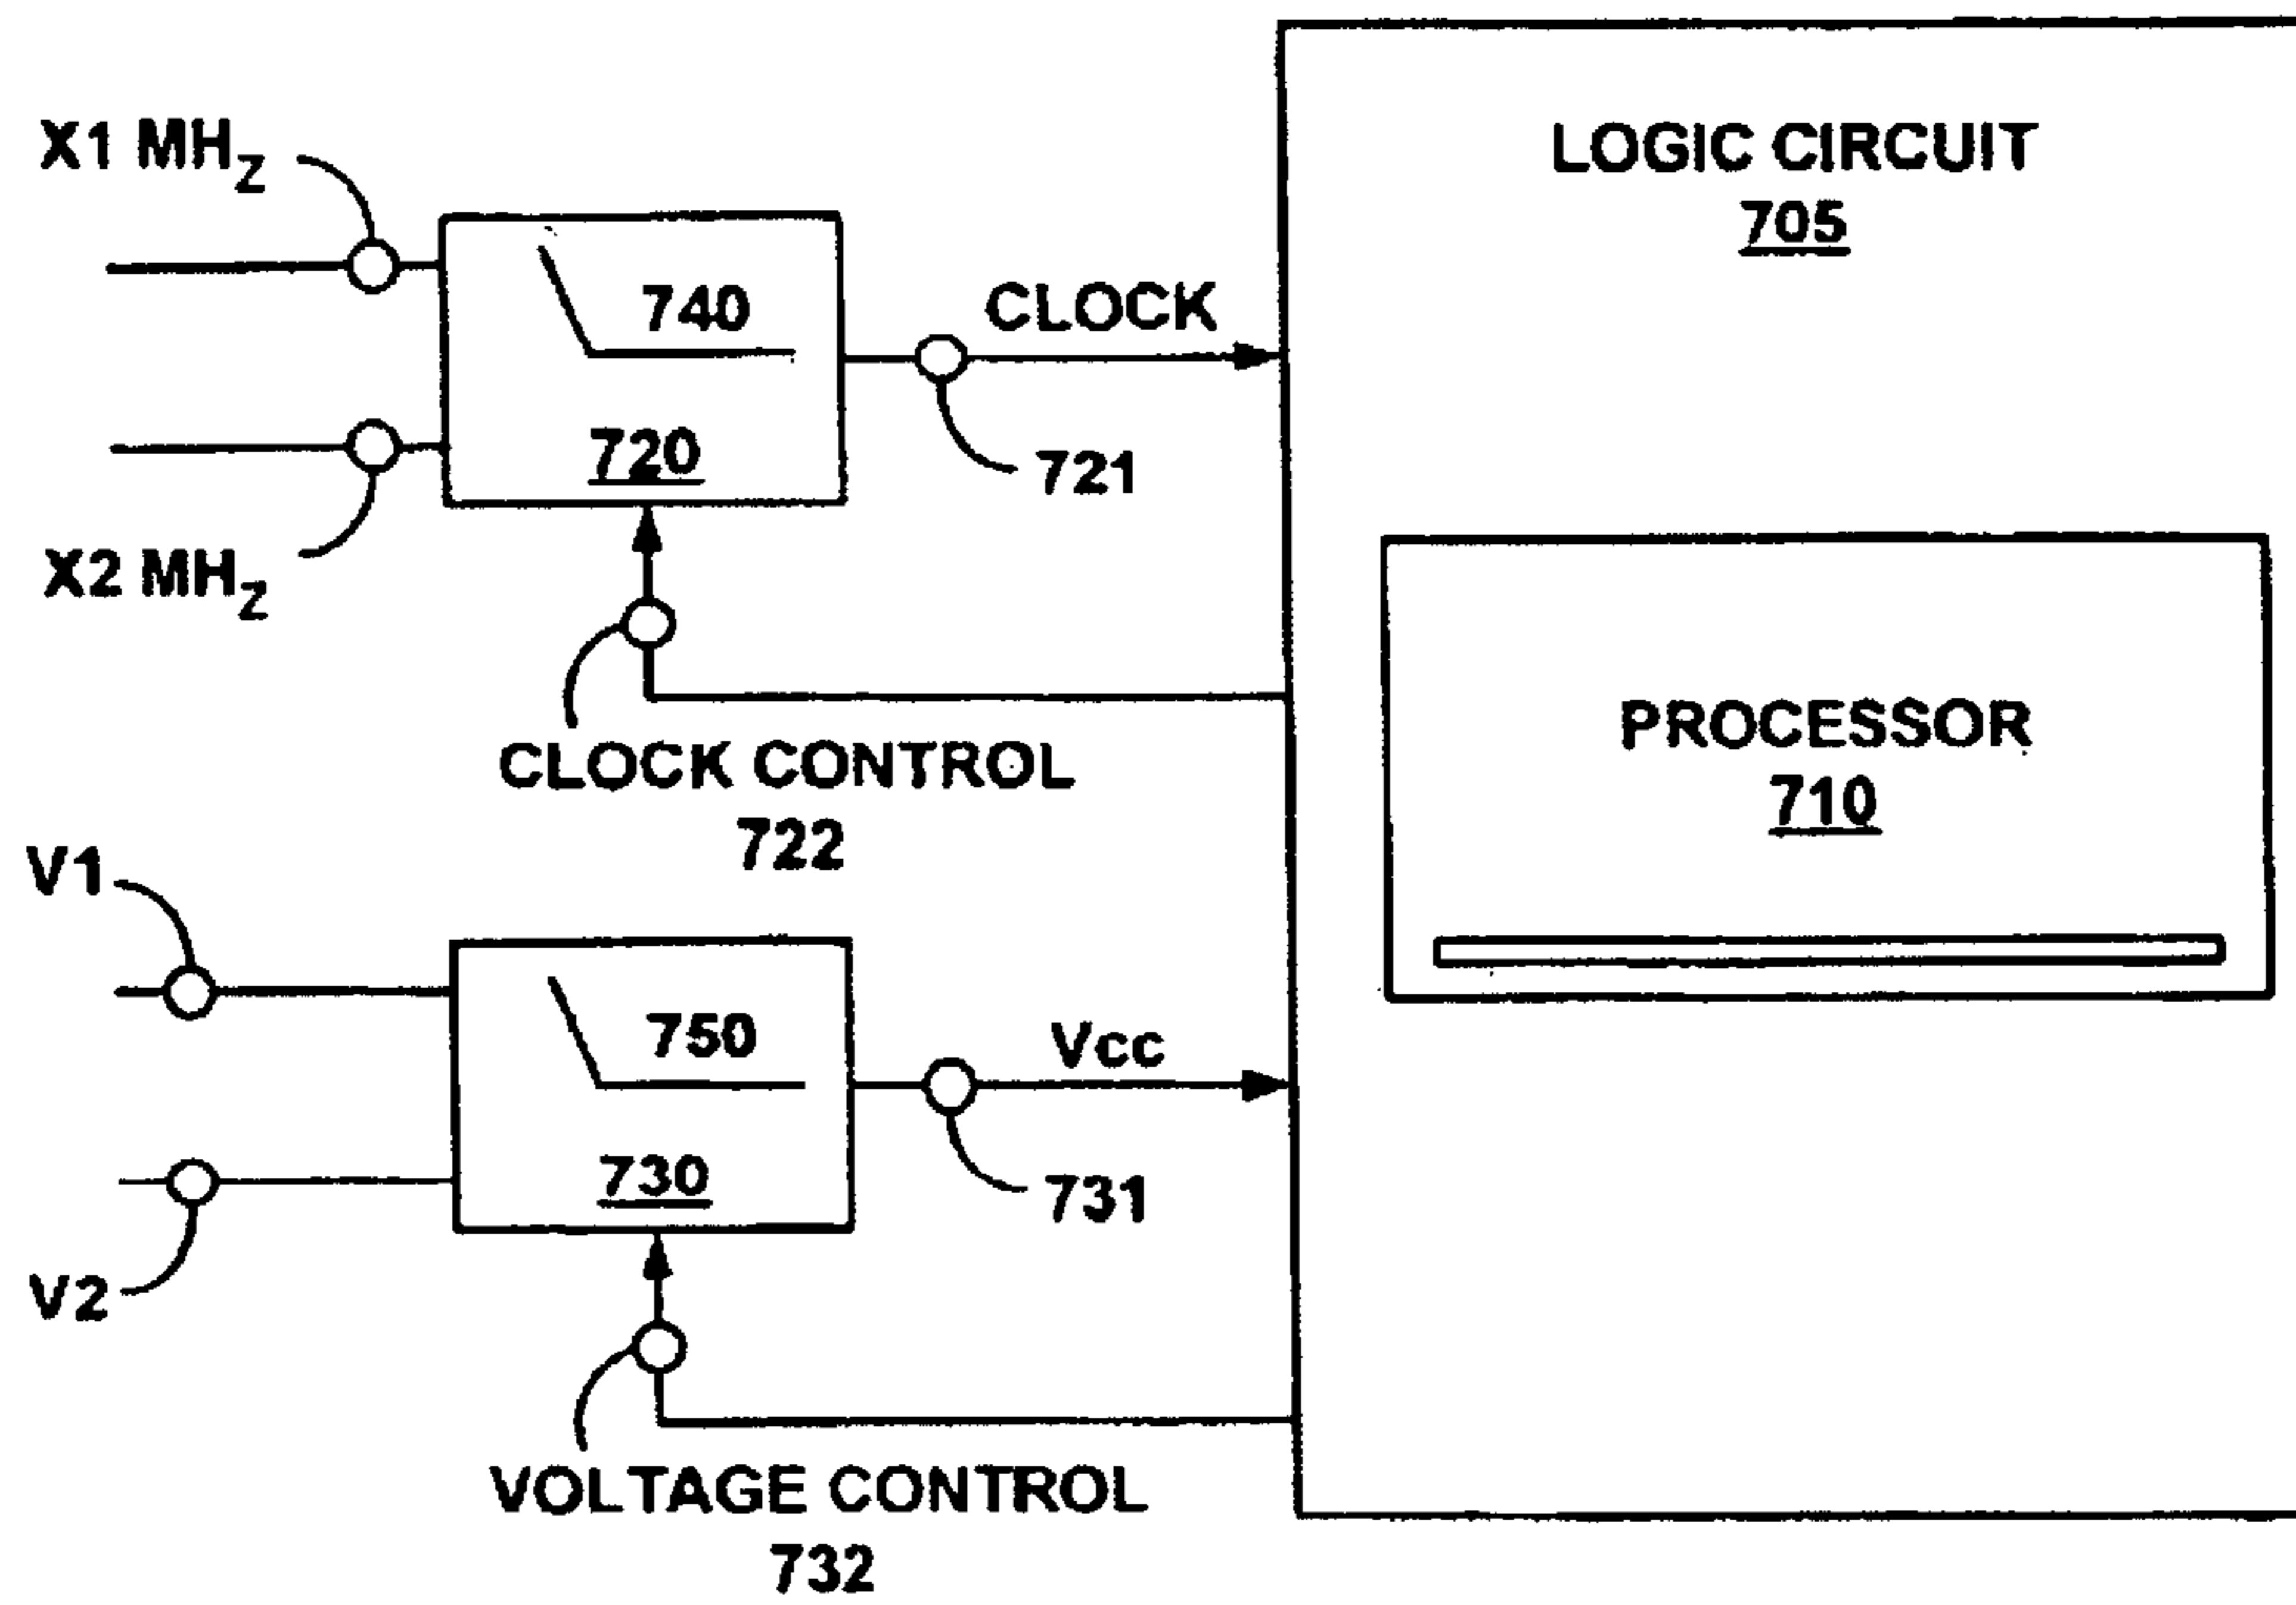 X1 MHZ
LOGIC CIRCUIT
705
740
CLOCK
720
721
X2 MHZ
PROCESSOR
710
CLOCK CONTROL
722
V1
750
Vcc
730
731
V2
VOLTAGE CONTROL
732